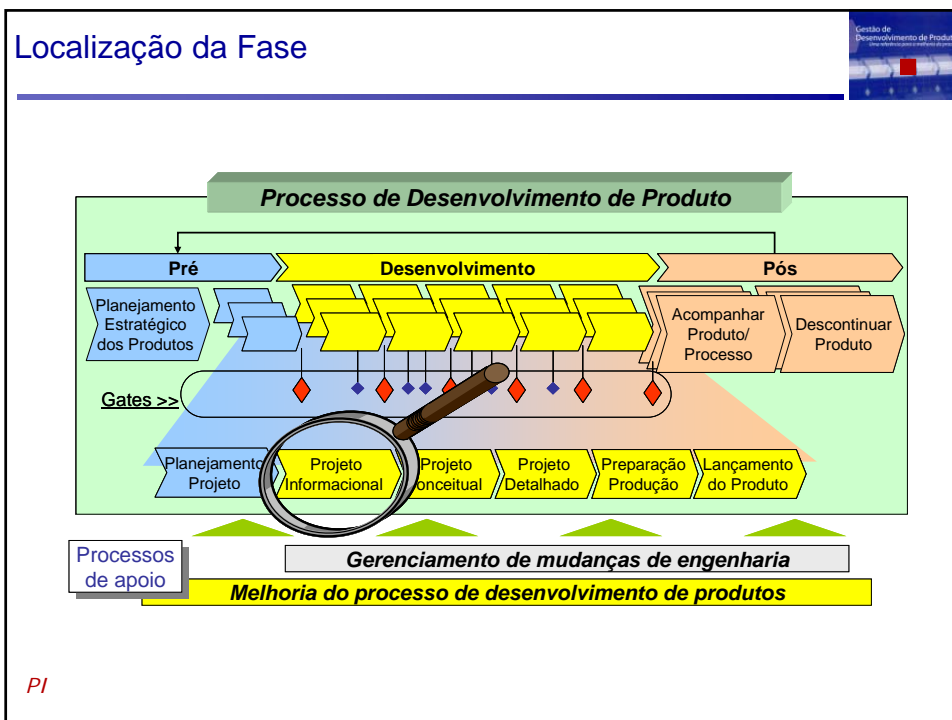 Localização da Fase
Gestão de
Desenvolvimento de Produt
Processo de Desenvolvimento de Produto
Pré
Desenvolvimento
Pós
Planejamento
Estratégico
dos Produtos
Acompanhar
Produto/
Processo
Descontinuar
Produto
Gates >>
Planejamento
Projeto
Projeto
Informacional
Projeto
onceitual
Projeto
Detalhado
Preparação
Produção
Lançamento
do Produto
Processos
de apoio
Gerenciamento de mudanças de engenharia
Melhoria do processo de desenvolvimento de produtos
PI